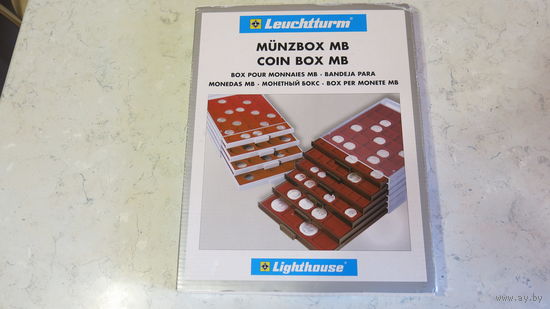 Leuchtturm
MÜNZBOX MB
COIN BOX MB
BOX POUR MONNAIES MB - BANDEJA PARA
MONEDAS MB - МОНЕТНЫЙ БОКС - BOX PER MONETE MB
Lighthouse®
www.ay.by